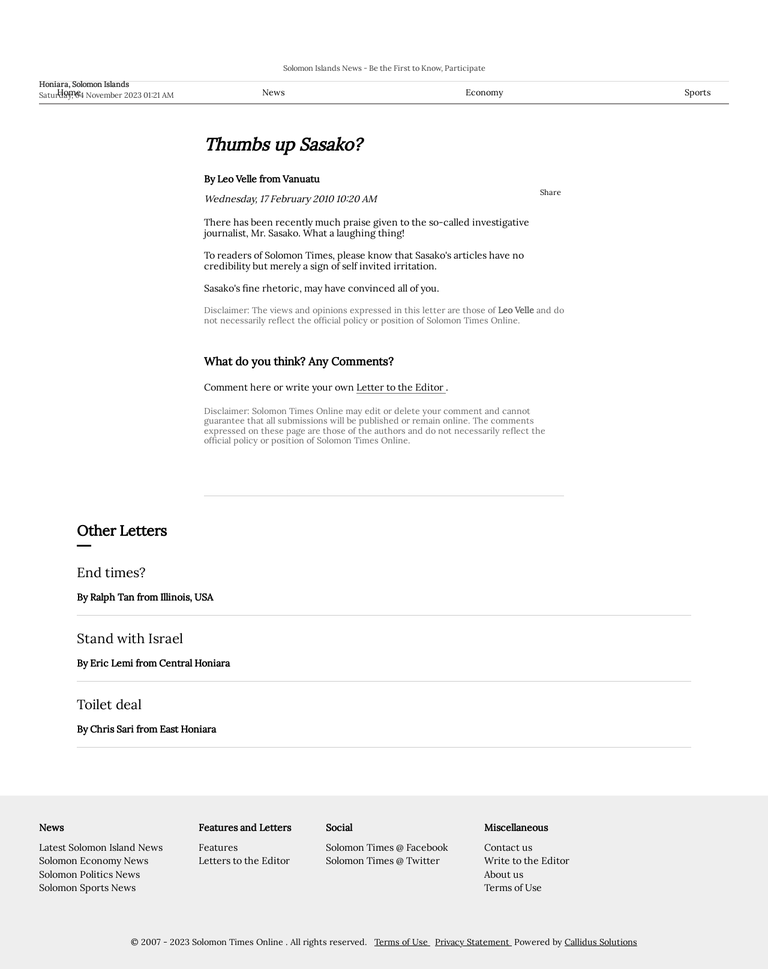 Solomon Islands News - Be the First to Know, Participate
Honiara, Solomon Islands
Saturday, 04 November 2023 01:21 AM
Home
News
Economy
Sports
Thumbs up Sasako?
By Leo Velle from Vanuatu
Share
Wednesday, 17 February 2010 10:20 AM
There has been recently much praise given to the so-called investigative
journalist, Mr. Sasako. What a laughing thing!
To readers of Solomon Times, please know that Sasako's articles have no
credibility but merely a sign of self invited irritation.
Sasako's fine rhetoric, may have convinced all of you.
Disclaimer: The views and opinions expressed in this letter are those of Leo Velle and do
not necessarily reflect the official policy or position of Solomon Times Online.
What do you think? Any Comments?
Comment here or write your own Letter to the Editor .
Disclaimer: Solomon Times Online may edit or delete your comment and cannot
guarantee that all submissions will be published or remain online. The comments
expressed on these page are those of the authors and do not necessarily reflect the
official policy or position of Solomon Times Online.
Other Letters
End times?
By Ralph Tan from Illinois, USA
Stand with Israel
By Eric Lemi from Central Honiara
Toilet deal
By Chris Sari from East Honiara
News
Latest Solomon Island News
Solomon Economy News
Solomon Politics News
Solomon Sports News
Features and Letters
Features
Letters to the Editor
Social
Solomon Times @ Facebook
Solomon Times @ Twitter
Miscellaneous
Contact us
Write to the Editor
About us
Terms of Use
© 2007 - 2023 Solomon Times Online . All rights reserved. Terms of Use Privacy Statement Powered by Callidus Solutions